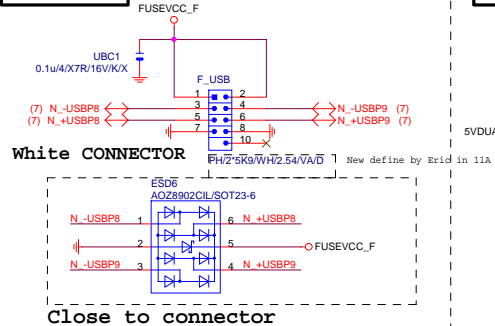 FUSEVCC_F
UBC1
0.1u/4/X7R/16V/K/X
F_USB
1 2
(7) N_-USBP8 3 4 N_-USBP9 (7)
(7) N_+USBP8 5 6 N_+USBP9 (7)
7 8
10
5VDUA
White CONNECTOR
PH/2*5K9/WH/2.54/VA/D
New define by Eric in 11A
ESD6
AOZ8902CIL/SOT23-6
N_-USBP8 1 6 N_+USBP8
2 5 FUSEVCC_F
N_-USBP9 3 4 N_+USBP9
Close to connector